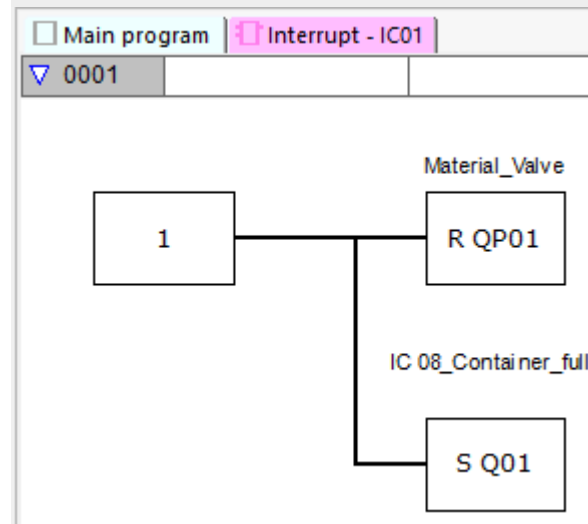 Main program Interrupt - IC01
0001
Material_Valve
1 R QP01
IC 08_Container_full
S Q01